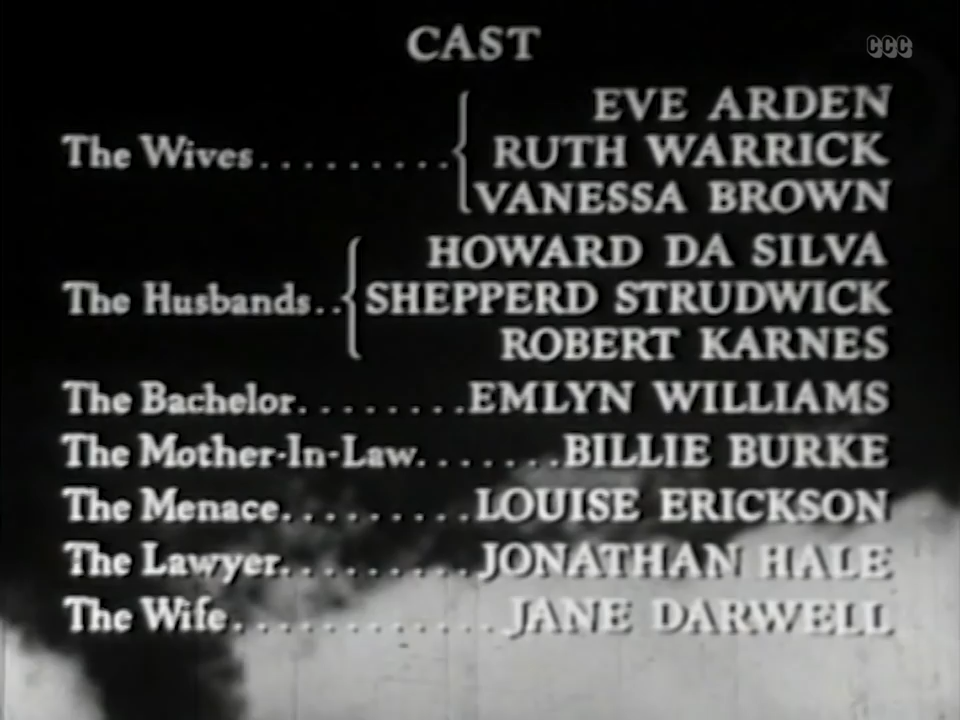 CAST
CCC
The Wives......... { EVE ARDEN
RUTH WARRICK
VANESSA BROWN
The Husbands.. { HOWARD DA SILVA
SHEPPERD STRUDWICK
ROBERT KARNES
The Bachelor........EMLYN WILLIAMS
The Mother-In-Law.......BILLIE BURKE
The Menace.........LOUISE ERICKSON
The Lawyer.........JONATHAN HALE
The Wife.............JANE DARWELL